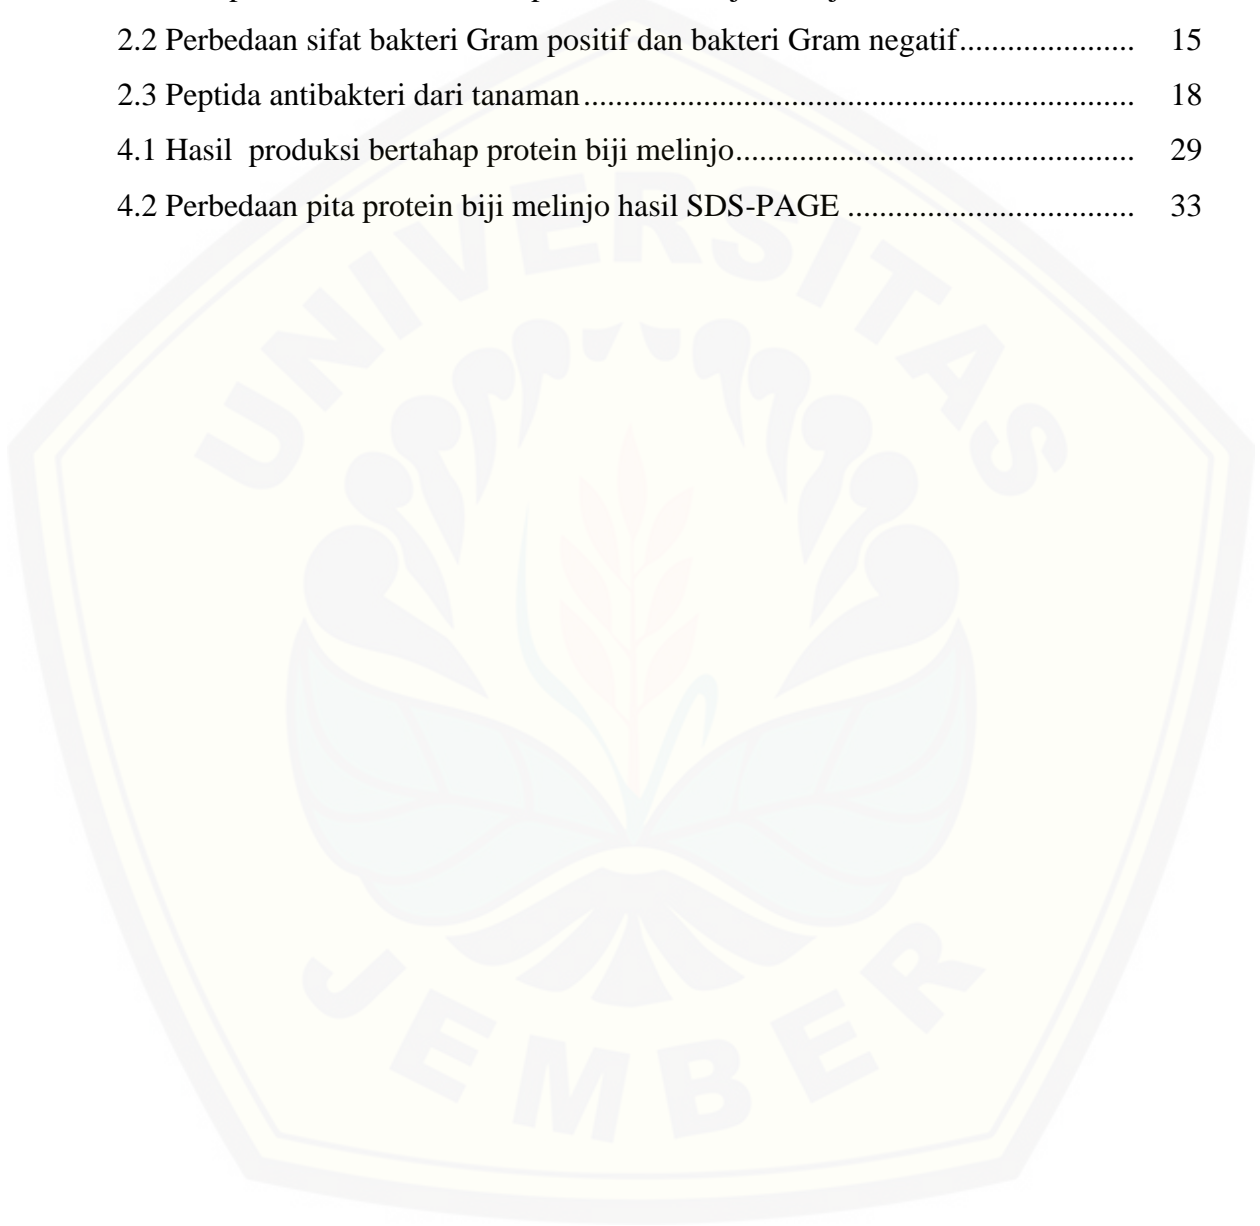 2.2 Perbedaan sifat bakteri Gram positif dan bakteri Gram negatif..................... 15
2.3 Peptida antibakteri dari tanaman.................................................................. 18
4.1 Hasil  produksi bertahap protein biji melinjo................................................ 29
4.2 Perbedaan pita protein biji melinjo hasil SDS-PAGE .................................. 33
UNIVERSITAS
JEMBER